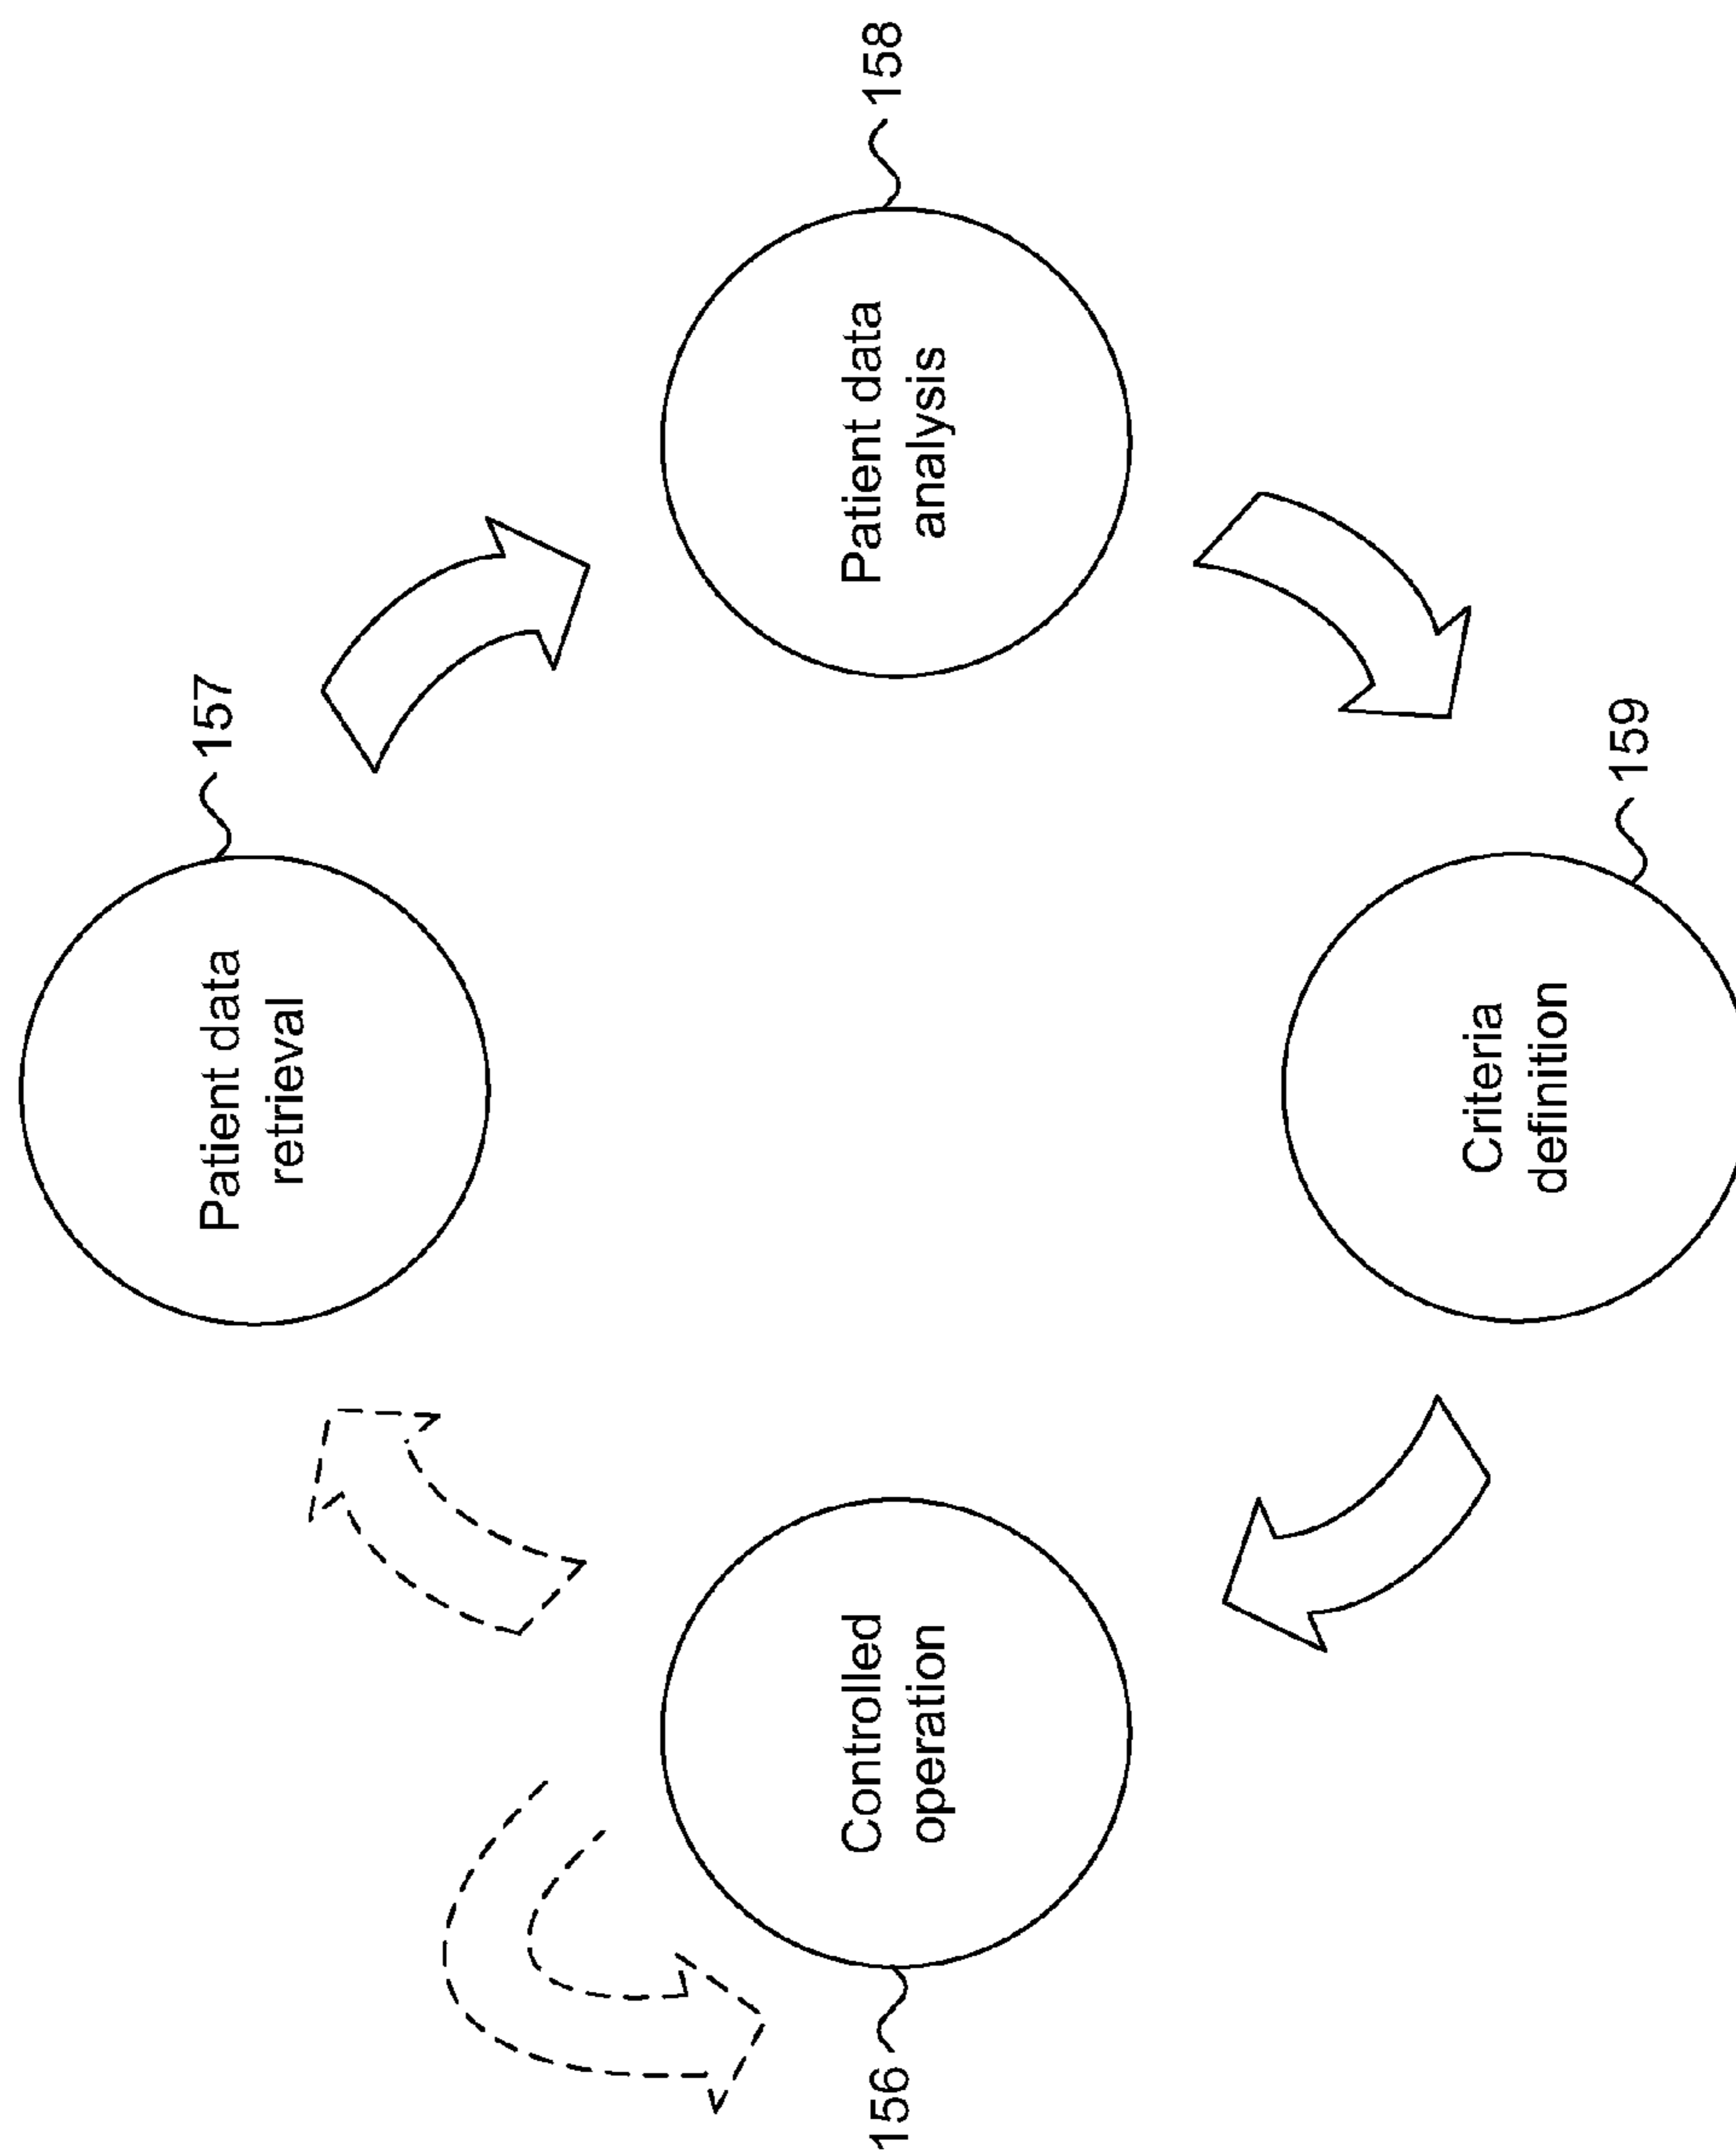 156
Controlled
operation
Patient data
retrieval
157
Criteria
definition
159
Patient data
analysis
158